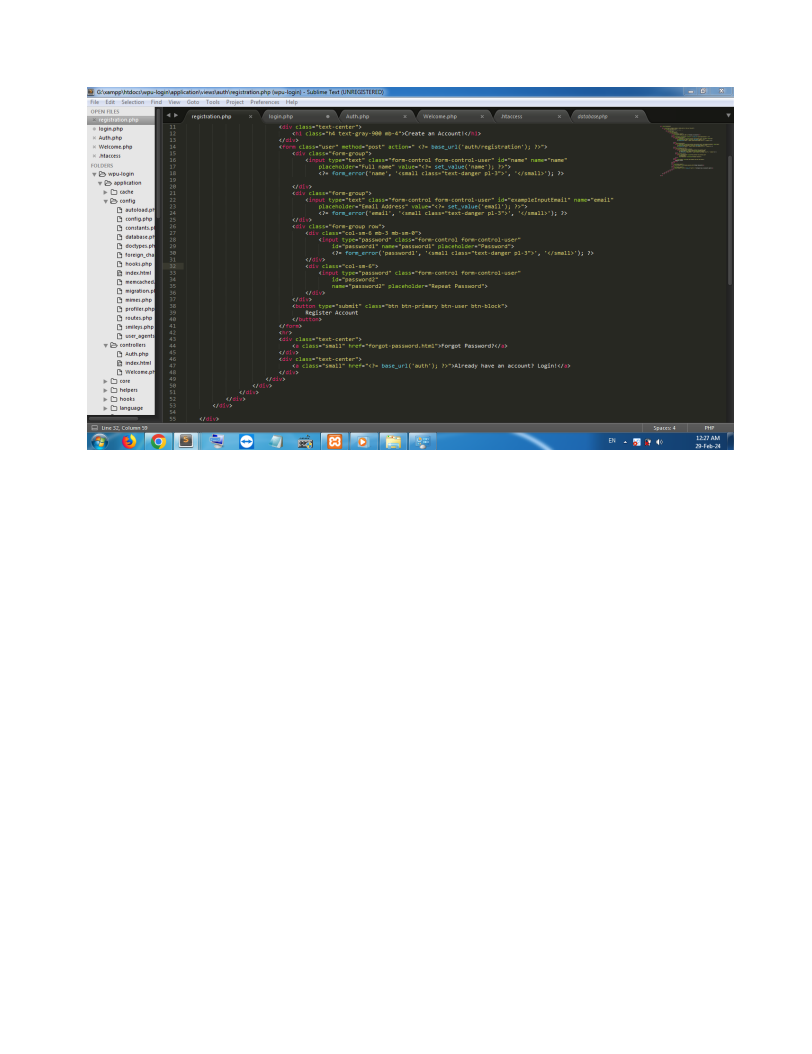 G:\xampp\htdocs\wpu-login\application\views\auth\registration.php (wpu-login) - Sublime Text (UNREGISTERED)
File Edit Selection Find View Goto Tools Project Preferences Help
OPEN FILES
registration.php
login.php
Auth.php
Welcome.php
.htaccess
FOLDERS
wpu-login
application
cache
config
autoload.ph
config.php
constants.p
database.ph
doctypes.ph
foreign_cha
hooks.php
index.html
memcached.
migration.pl
mimes.php
profiler.php
routes.php
smileys.php
user_agents
controllers
Auth.php
index.html
Welcome.ph
core
helpers
hooks
language
registration.php login.php Auth.php Welcome.php .htaccess database.php
11 <div class="text-center">
12 <h1 class="h4 text-gray-900 mb-4">Create an Account!</h1>
13 </div>
14 <form class="user" method="post" action=" <?= base_url('auth/registration'); ?>">
15 <div class="form-group">
16 <input type="text" class="form-control form-control-user" id="name" name="name"
17 placeholder="Full name" value="<?= set_value('name'); ?>">
18 <?= form_error('name', '<small class="text-danger pl-3">', '</small>'); ?>
19
20 </div>
21 <div class="form-group">
22 <input type="text" class="form-control form-control-user" id="exampleInputEmail" name="email"
23 placeholder="Email Address" value="<?= set_value('email'); ?>">
24 <?= form_error('email', '<small class="text-danger pl-3">', '</small>'); ?>
25 </div>
26 <div class="form-group row">
27 <div class="col-sm-6 mb-3 mb-sm-0">
28 <input type="password" class="form-control form-control-user"
29 id="password1" name="password1" placeholder="Password">
30 <?= form_error('password1', '<small class="text-danger pl-3">', '</small>'); ?>
31 </div>
32 <div class="col-sm-6">
33 <input type="password" class="form-control form-control-user"
34 id="password2"
35 name="password2" placeholder="Repeat Password">
36 </div>
37 </div>
38 <button type="submit" class="btn btn-primary btn-user btn-block">
39 Register Account
40 </button>
41 </form>
42 <hr>
43 <div class="text-center">
44 <a class="small" href="forgot-password.html">Forgot Password?</a>
45 </div>
46 <div class="text-center">
47 <a class="small" href="<?= base_url('auth'); ?>">Already have an account? Login!</a>
48 </div>
49 </div>
50 </div>
51 </div>
52 </div>
53 </div>
54
55 </div>
Line 32, Column 59 Spaces: 4 PHP
EN 12:27 AM
29-Feb-24